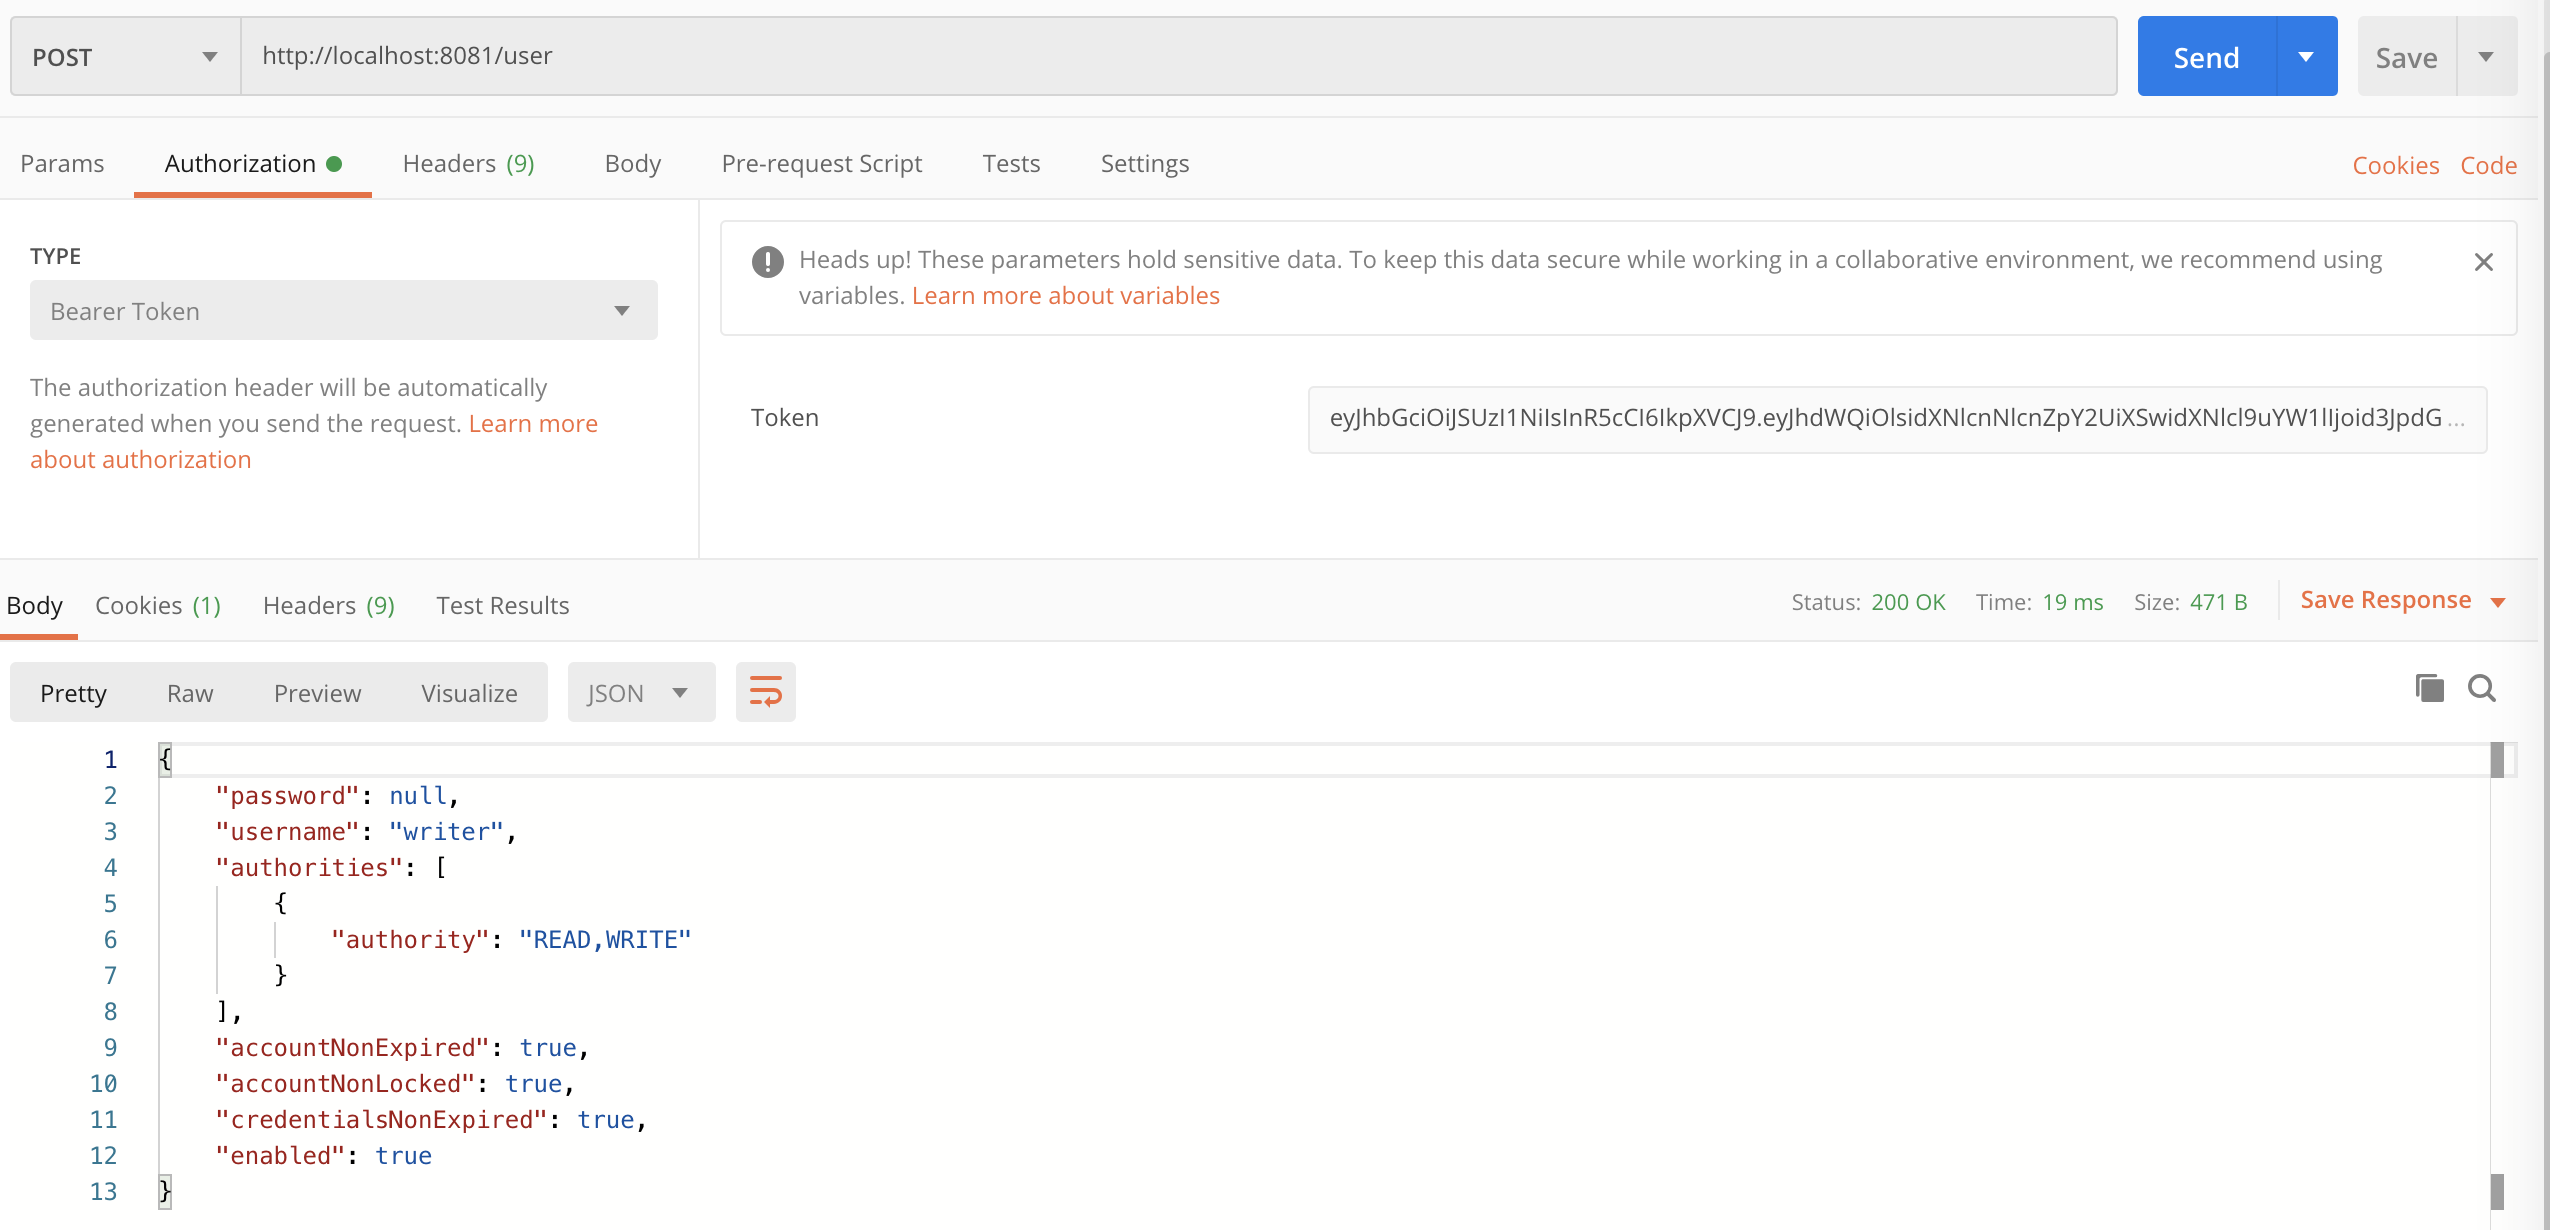 POST http://localhost:8081/user Send Save
Params Authorization Headers (9) Body Pre-request Script Tests Settings Cookies Code
TYPE
Bearer Token
The authorization header will be automatically
generated when you send the request. Learn more
about authorization
Heads up! These parameters hold sensitive data. To keep this data secure while working in a collaborative environment, we recommend using
variables. Learn more about variables
Token eyJhbGciOiJSUzI1NiIsInR5cCI6IkpXVCJ9.eyJhdWQiOlsidXNlcnNlcnZpY2UiXSwidXNlcl9uYW1lIjoid3JpdG ...
Body Cookies (1) Headers (9) Test Results Status: 200 OK Time: 19 ms Size: 471 B Save Response
Pretty Raw Preview Visualize JSON
1 {
2 "password": null,
3 "username": "writer",
4 "authorities": [
5 {
6 "authority": "READ,WRITE"
7 }
8 ],
9 "accountNonExpired": true,
10 "accountNonLocked": true,
11 "credentialsNonExpired": true,
12 "enabled": true
13 }